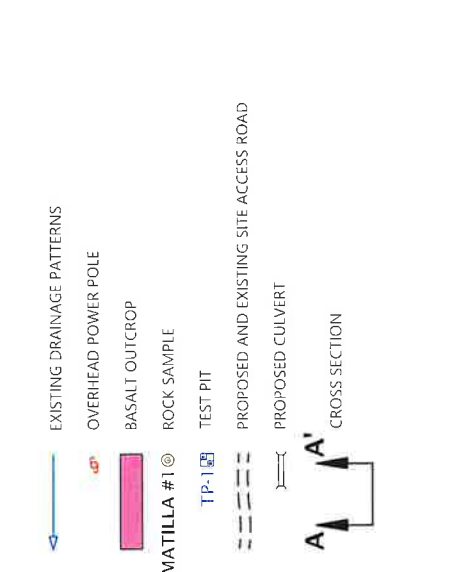 EXISTING DRAINAGE PATTERNS
OVERHEAD POWER POLE
BASALT OUTCROP
MATILLA #1 ROCK SAMPLE
TP-1 TEST PIT
PROPOSED AND EXISTING SITE ACCESS ROAD
PROPOSED CULVERT
A A' CROSS SECTION